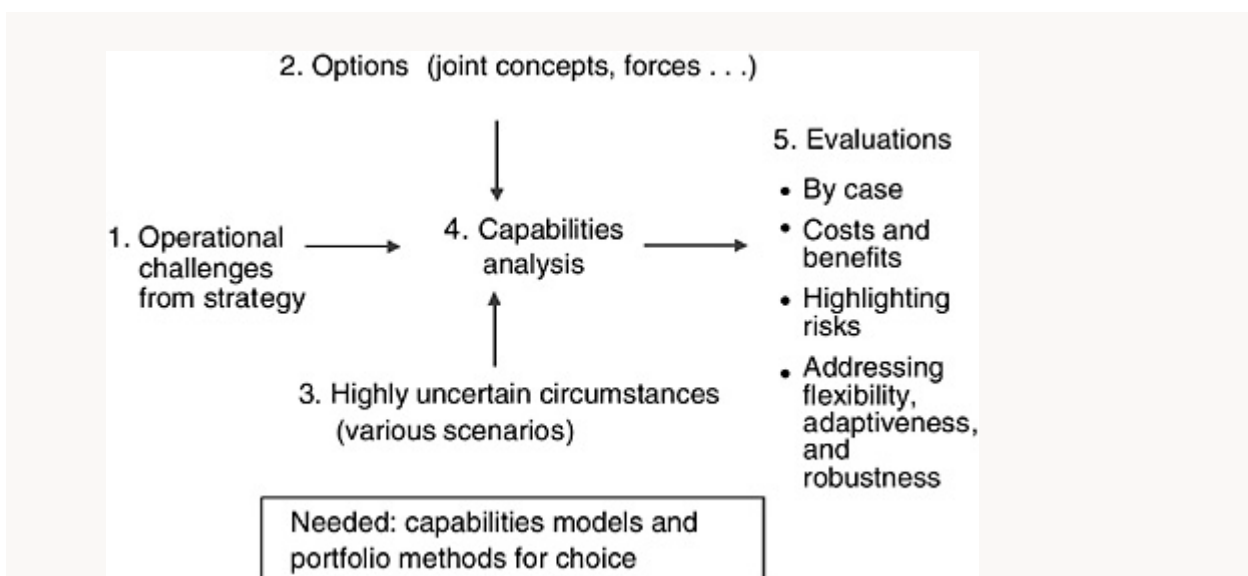 2. Options (joint concepts, forces . . .)
1. Operational
challenges
from strategy
4. Capabilities
analysis
3. Highly uncertain circumstances
(various scenarios)
5. Evaluations
• By case
• Costs and
benefits
• Highlighting
risks
• Addressing
flexibility,
adaptiveness,
and
robustness
Needed: capabilities models and
portfolio methods for choice